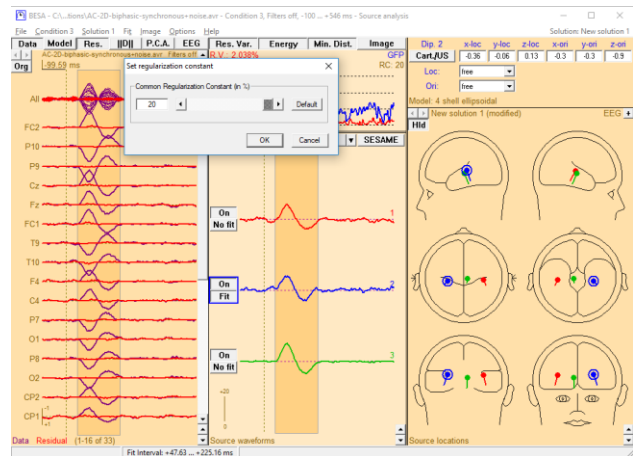 BESA - C:\...\tions\AC-2D-biphasic-synchronous+noise.avr - Condition 3, Filters off, -100 ... +546 ms - Source analysis
File Condition 3 Solution 1 Fit Image Options Help
Solution: New solution 1
Data Model Res. ||D|| P.C.A. EEG Res. Var. Energy Min. Dist. Image
Dip. 2 x-loc y-loc z-loc x-ori y-ori z-ori
Org AC-2D-biphasic-synchronous+noise.avr Filters off R.V.: 2.038% GFP
Cart./US -0.36 -0.06 0.13 -0.3 -0.3 -0.9
-99.59 ms
RC: 20
Loc: free
Ori: free
Model: 4 shell ellipsoidal
Set regularization constant
Common Regularization Constant (in %)
20 Default
OK Cancel
SESAME
New solution 1 (modified) EEG
Hld
All
FC2
P10
P9
Cz
Fz
FC1
T9
T10
F4
C4
P7
O1
P8
O2
CP2
CP1
On
No fit
1
On
Fit
2
On
No fit
3
+20
0
Data Residual (1-16 of 33)
Source waveforms
Source locations
Fit Interval: +47.63 ... +225.16 ms